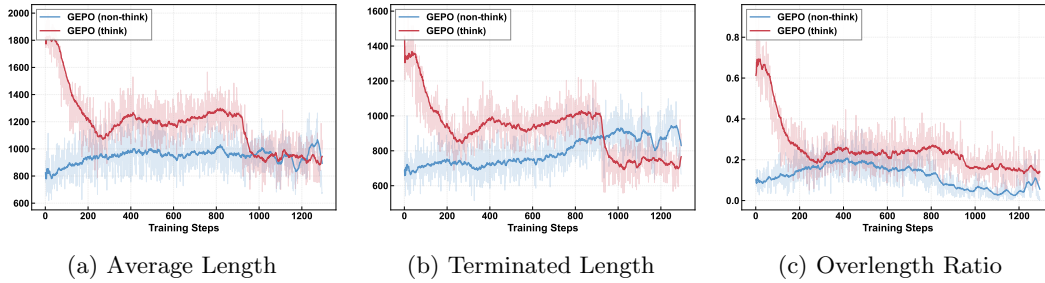 GEPO (non-think)
GEPO (think)
2000
1800
1600
1400
1200
1000
800
600
0 200 400 600 800 1000 1200
Training Steps
(a) Average Length
GEPO (non-think)
GEPO (think)
1600
1400
1200
1000
800
600
0 200 400 600 800 1000 1200
Training Steps
(b) Terminated Length
GEPO (non-think)
GEPO (think)
0.8
0.6
0.4
0.2
0.0
0 200 400 600 800 1000 1200
Training Steps
(c) Overlength Ratio